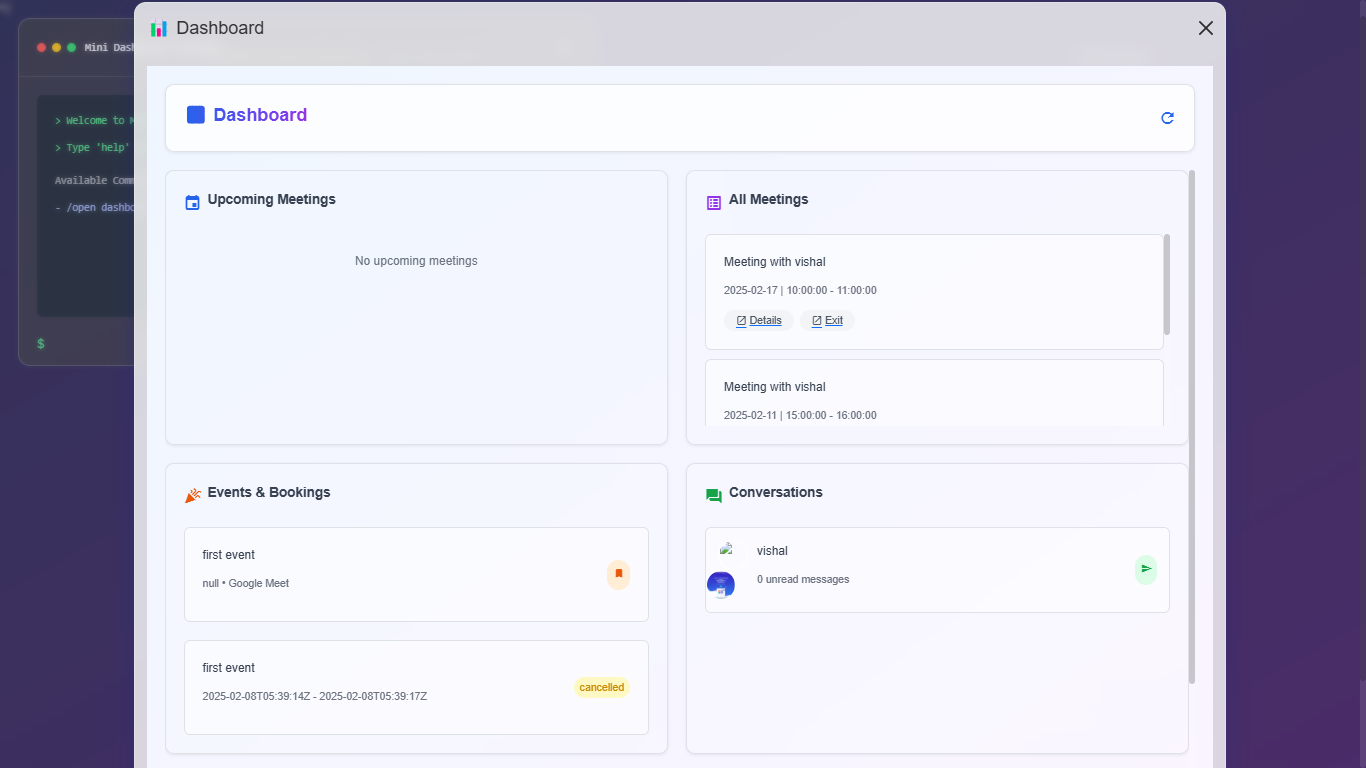 Dashboard
Mini Das
> Welcome to
> Type 'help'
Available Comm
- /open dashbo
$
Dashboard
Upcoming Meetings
No upcoming meetings
All Meetings
Meeting with vishal
2025-02-17 | 10:00:00 - 11:00:00
Details Exit
Meeting with vishal
2025-02-11 | 15:00:00 - 16:00:00
Events & Bookings
first event
null • Google Meet
first event
2025-02-08T05:39:14Z - 2025-02-08T05:39:17Z
cancelled
Conversations
vishal
0 unread messages